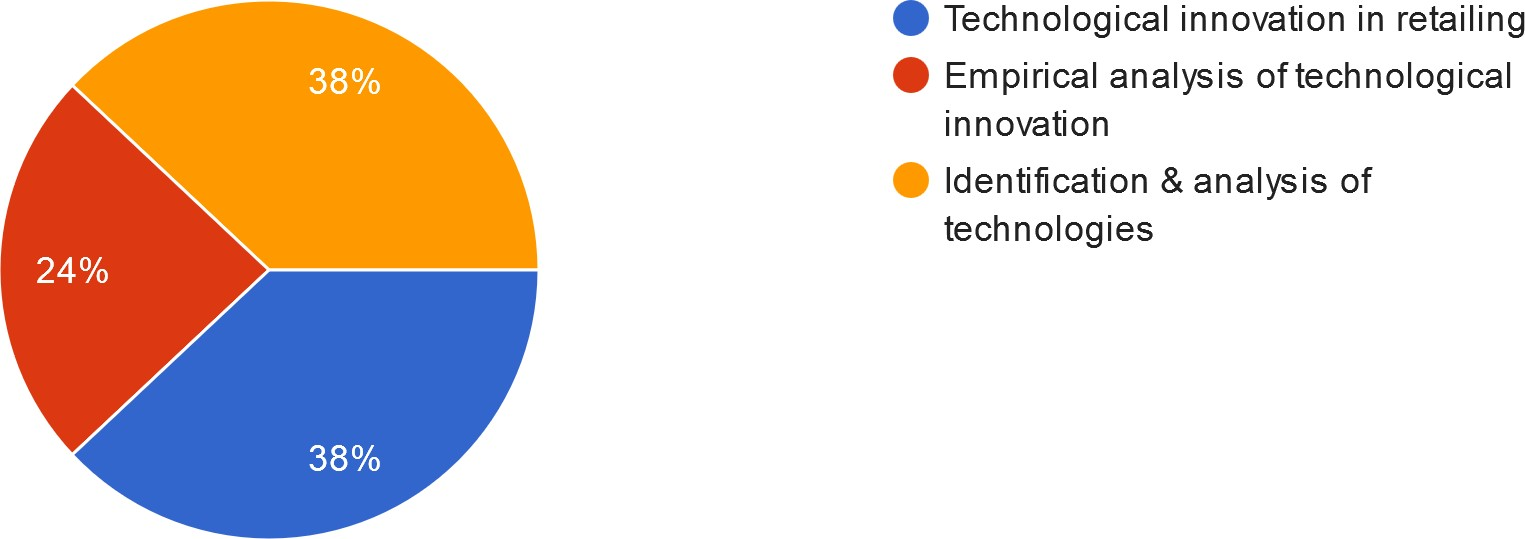 38%
24%
38%
Technological innovation in retailing
Empirical analysis of technological
innovation
Identification & analysis of
technologies